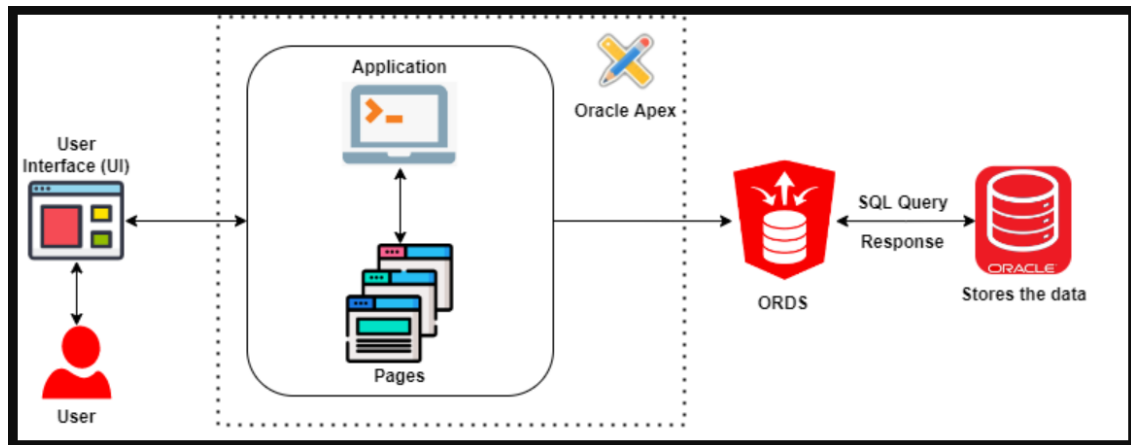 Application
Oracle Apex
User
Interface (UI)
SQL Query
Response
ORACLE
Stores the data
ORDS
Pages
User